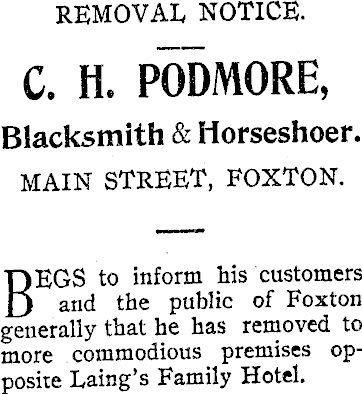 REMOVAL NOTICE.
C. H. PODMORE,
Blacksmith & Horseshoer.
MAIN STREET, FOXTON.
BEGS to inform his customers
and the public of Foxton
generally that he has removed to
more commodious premises op-
posite Laing's Family Hotel.